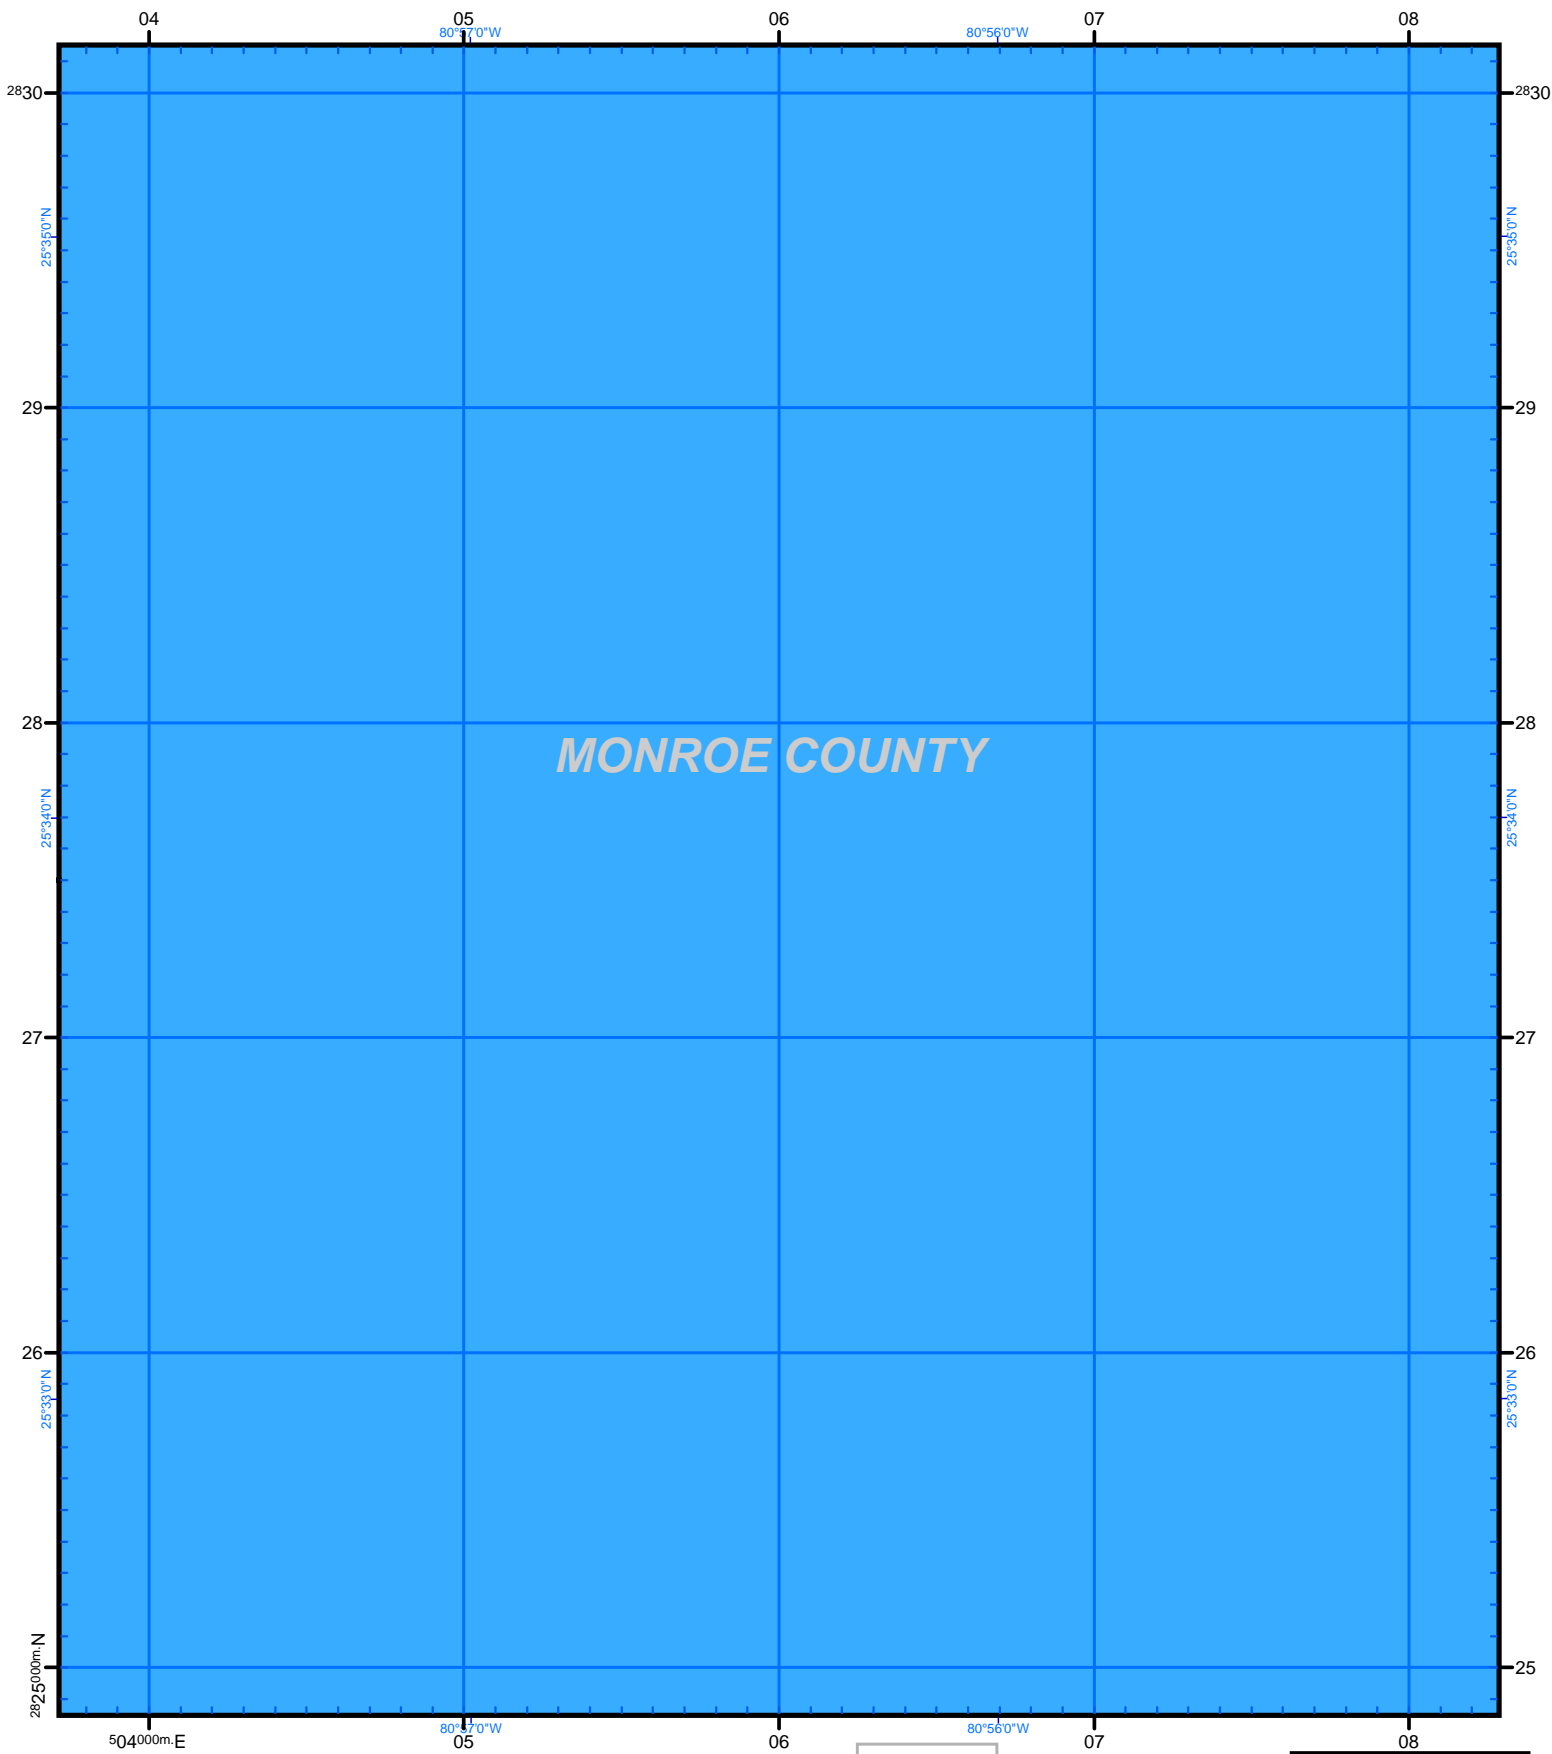 04 05 06 07 08
80°57'0"W 80°56'0"W
2830 2830
25°35'0"N 25°35'0"N
29 29
28 28
MONROE COUNTY
25°34'0"N 25°34'0"N
27 27
26 26
25°33'0"N 25°33'0"N
2825000m.N 25
80°57'0"W 80°56'0"W
504000m.E 05 06 07 08